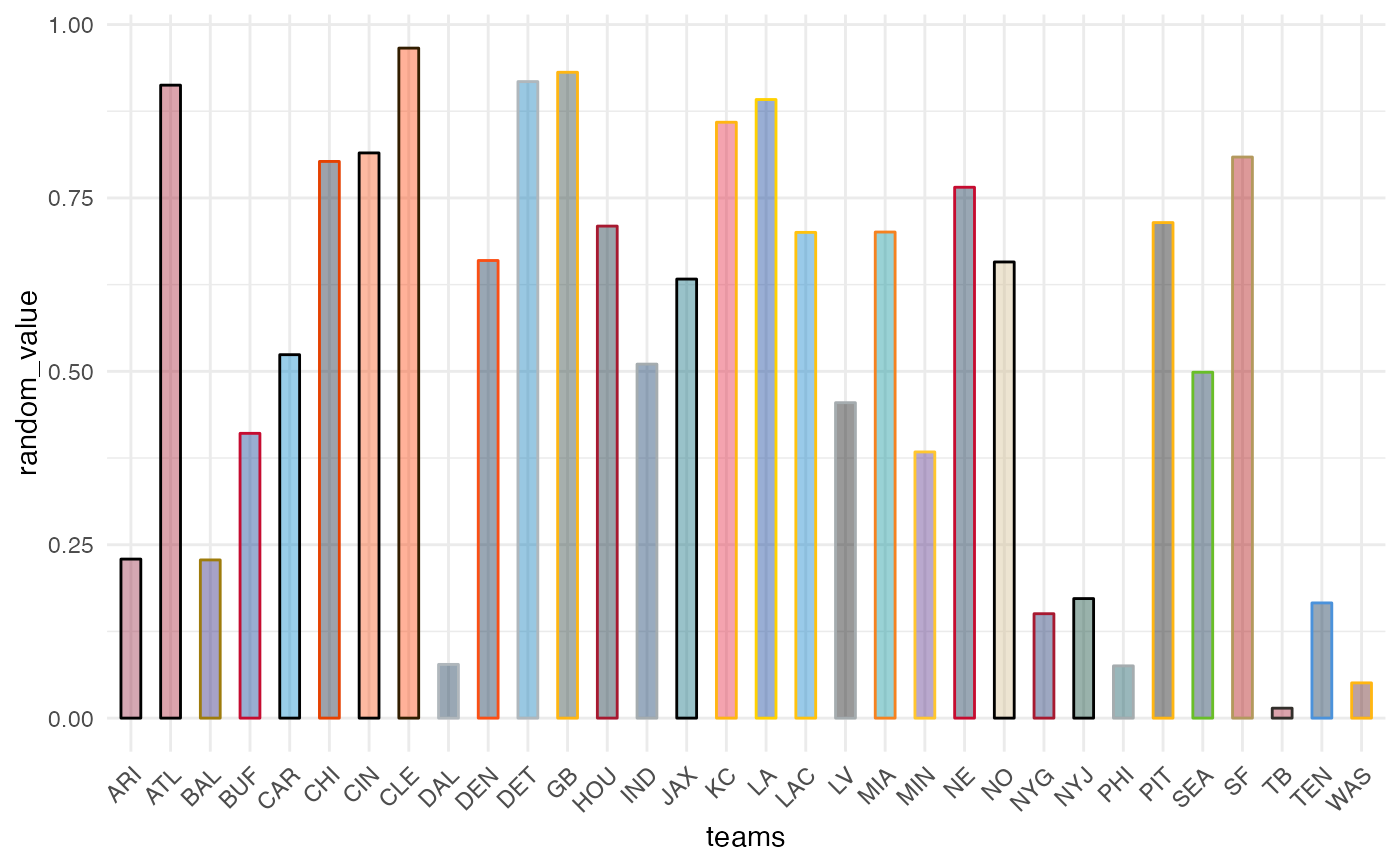 1.00
0.75
0.50
0.25
0.00
random_value
ARI ATL BAL BUF CAR CHI CIN CLE DAL DEN DET GB HOU IND JAX KC LA LAC LV MIA MIN NE NO NYG NYJ PHI PIT SEA SF TB TEN WAS
teams